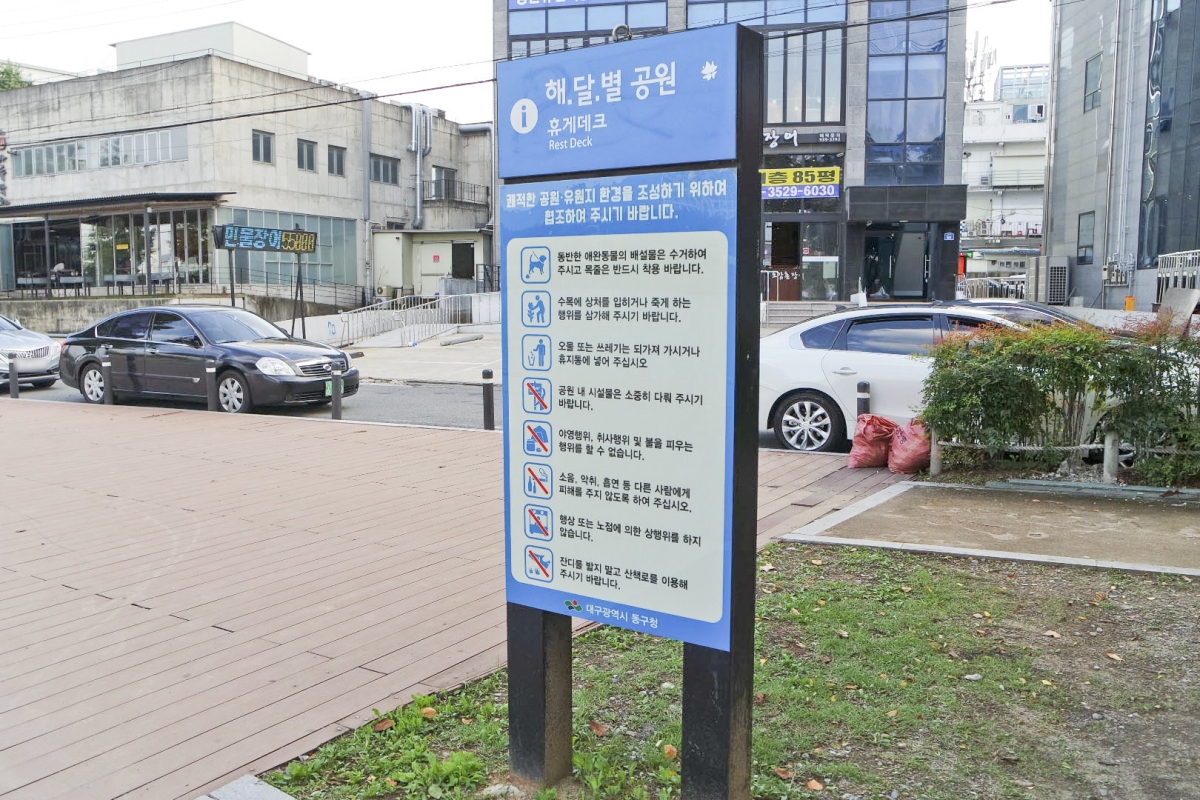 해.달.별 공원
휴게데크
Rest Deck
쾌적한 공원·유원지 환경을 조성하기 위하여
협조하여 주시기 바랍니다.
동반한 애완동물의 배설물은 수거하여
주시고 목줄은 반드시 착용 바랍니다.
수목에 상처를 입히거나 죽게 하는
행위를 삼가해 주시기 바랍니다.
오물 또는 쓰레기는 되가져 가시거나
휴지통에 넣어 주십시오
공원 내 시설물은 소중히 다뤄 주시기
바랍니다.
야영행위, 취사행위 및 불을 피우는
행위를 할 수 없습니다.
소음, 악취, 흡연 등 다른 사람에게
피해를 주지 않도록 하여 주십시오.
행상 또는 노점에 의한 상행위를 하지
않습니다.
잔디를 밟지 말고 산책로를 이용해
주시기 바랍니다.
대구광역시 동구청
민물장어
장어
층 85평
-3529-6030